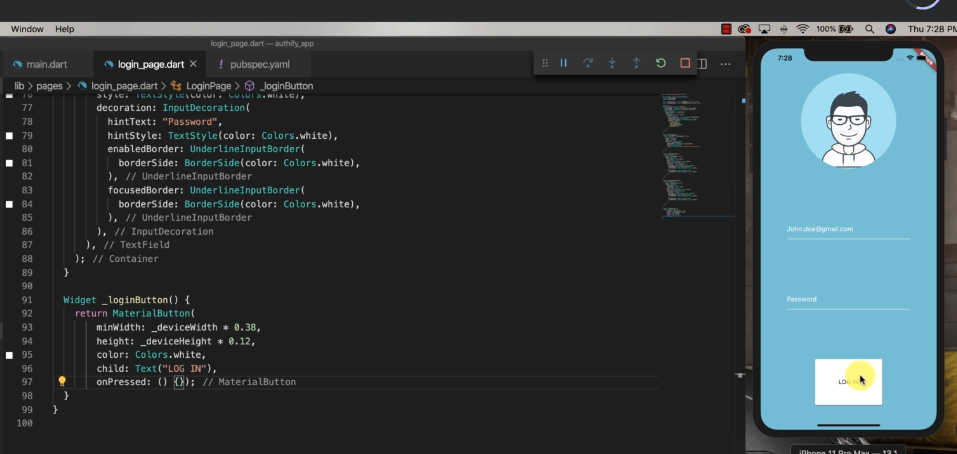 Window Help
100%
Thu 7:28 PM
login_page.dart — authify_app
main.dart
login_page.dart ×
! pubspec.yaml
lib > pages > login_page.dart > LoginPage > _loginButton
76 style: TextStyle(color: Colors.white),
77 decoration: InputDecoration(
78 hintText: "Password",
79 hintStyle: TextStyle(color: Colors.white),
80 enabledBorder: UnderlineInputBorder(
81 borderSide: BorderSide(color: Colors.white),
82 ), // UnderlineInputBorder
83 focusedBorder: UnderlineInputBorder(
84 borderSide: BorderSide(color: Colors.white),
85 ), // UnderlineInputBorder
86 ), // InputDecoration
87 ), // TextField
88 ); // Container
89 }
90
91 Widget _loginButton() {
92 return MaterialButton(
93 minWidth: _deviceWidth * 0.38,
94 height: _deviceHeight * 0.12,
95 color: Colors.white,
96 child: Text("LOG IN"),
97 onPressed: () {}); // MaterialButton
98 }
99 }
100
7:28
John.doe@gmail.com
Password
LOG IN
iPhone 11 Pro Max — 13.1